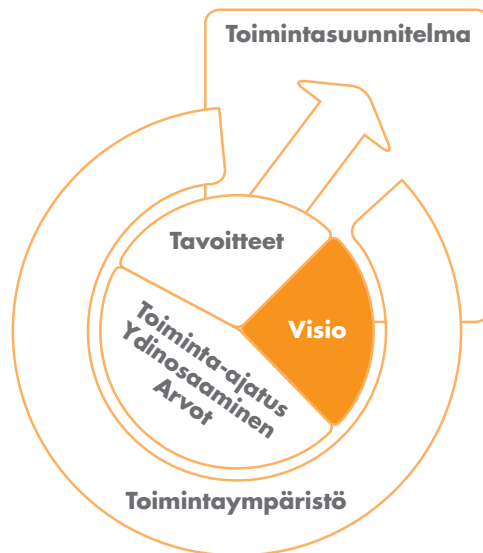 Toimintasuunnitelma
Tavoitteet
Visio
Toiminta-ajatus
Ydinosaaminen
Arvot
Toimintaympäristö